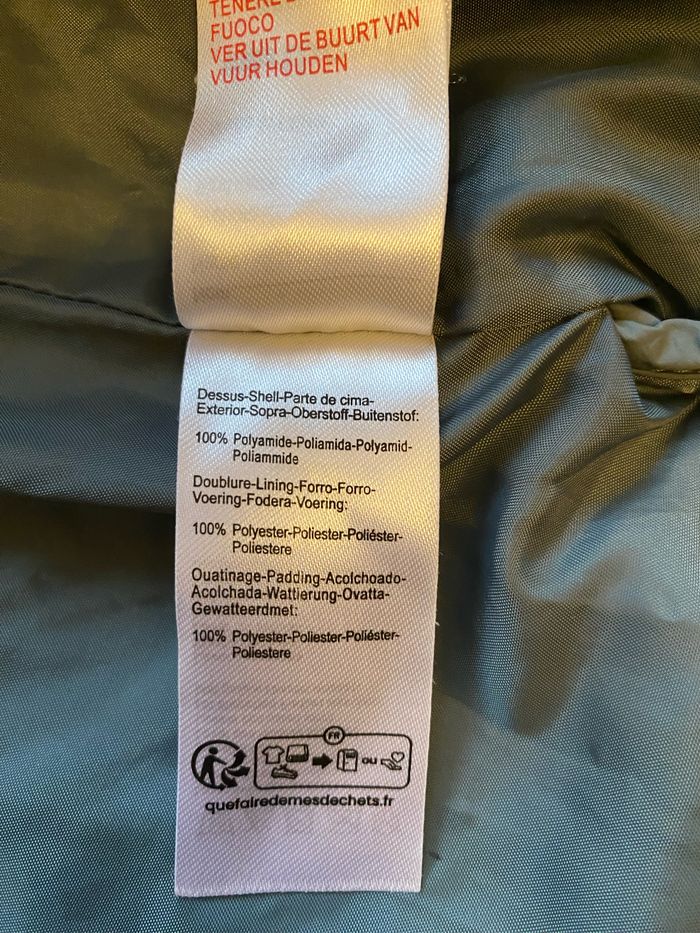 FUOCO
VER UIT DE BUURT VAN
VUUR HOUDEN
Dessus-Shell-Parte de cima-
Exterior-Sopra-Oberstoff-Buitenstof:
100% Polyamide-Poliamida-Polyamid-
Poliammide
Doublure-Lining-Forro-Forro-
Voering-Fodera-Voering:
100% Polyester-Poliester-Poliéster-
Poliestere
Ouatinage-Padding-Acolchoado-
Acolchada-Wattierung-Ovatta-
Gewatteerdmet:
100% Polyester-Poliester-Poliéster-
Poliestere
FR
ou
quefairedemesdechets.fr